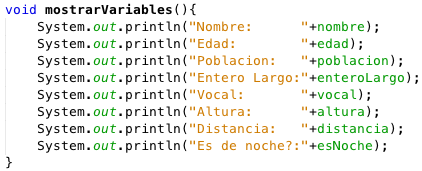 void mostrarVariables(){
    System.out.println("Nombre:      "+nombre);
    System.out.println("Edad:        "+edad);
    System.out.println("Poblacion:   "+poblacion);
    System.out.println("Entero Largo:"+enteroLargo);
    System.out.println("Vocal:       "+vocal);
    System.out.println("Altura:      "+altura);
    System.out.println("Distancia:   "+distancia);
    System.out.println("Es de noche?:"+esNoche);
}